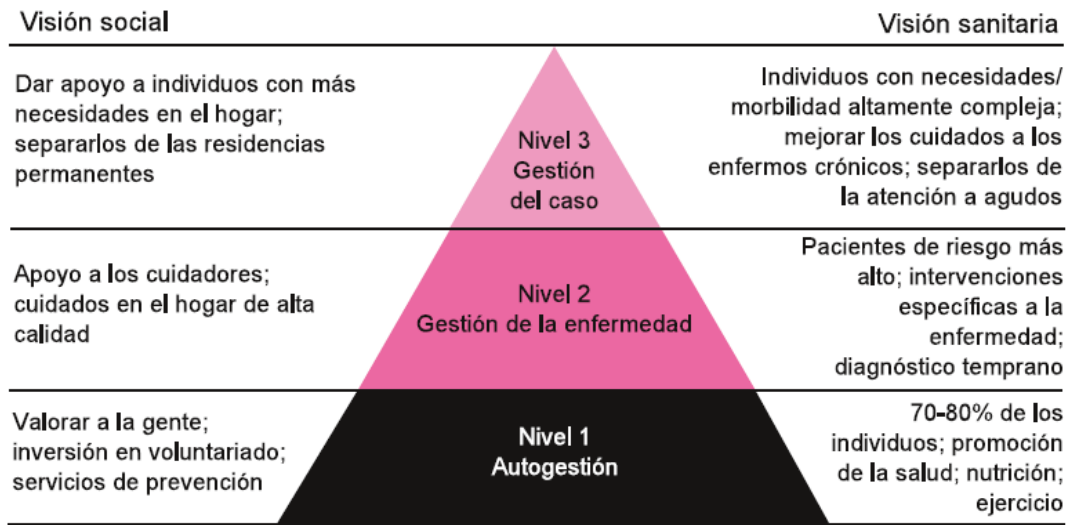 Visión social
Visión sanitaria
Dar apoyo a individuos con más
necesidades en el hogar;
separarlos de las residencias
permanentes
Nivel 3
Gestión
del caso
Individuos con necesidades/
morbilidad altamente compleja;
mejorar los cuidados a los
enfermos crónicos; separarlos de
la atención a agudos
Apoyo a los cuidadores;
cuidados en el hogar de alta
calidad
Nivel 2
Gestión de la enfermedad
Pacientes de riesgo más
alto; intervenciones
específicas a la
enfermedad;
diagnóstico temprano
Valorar a la gente;
inversión en voluntariado;
servicios de prevención
Nivel 1
Autogestión
70-80% de los
individuos; promoción
de la salud; nutrición;
ejercicio